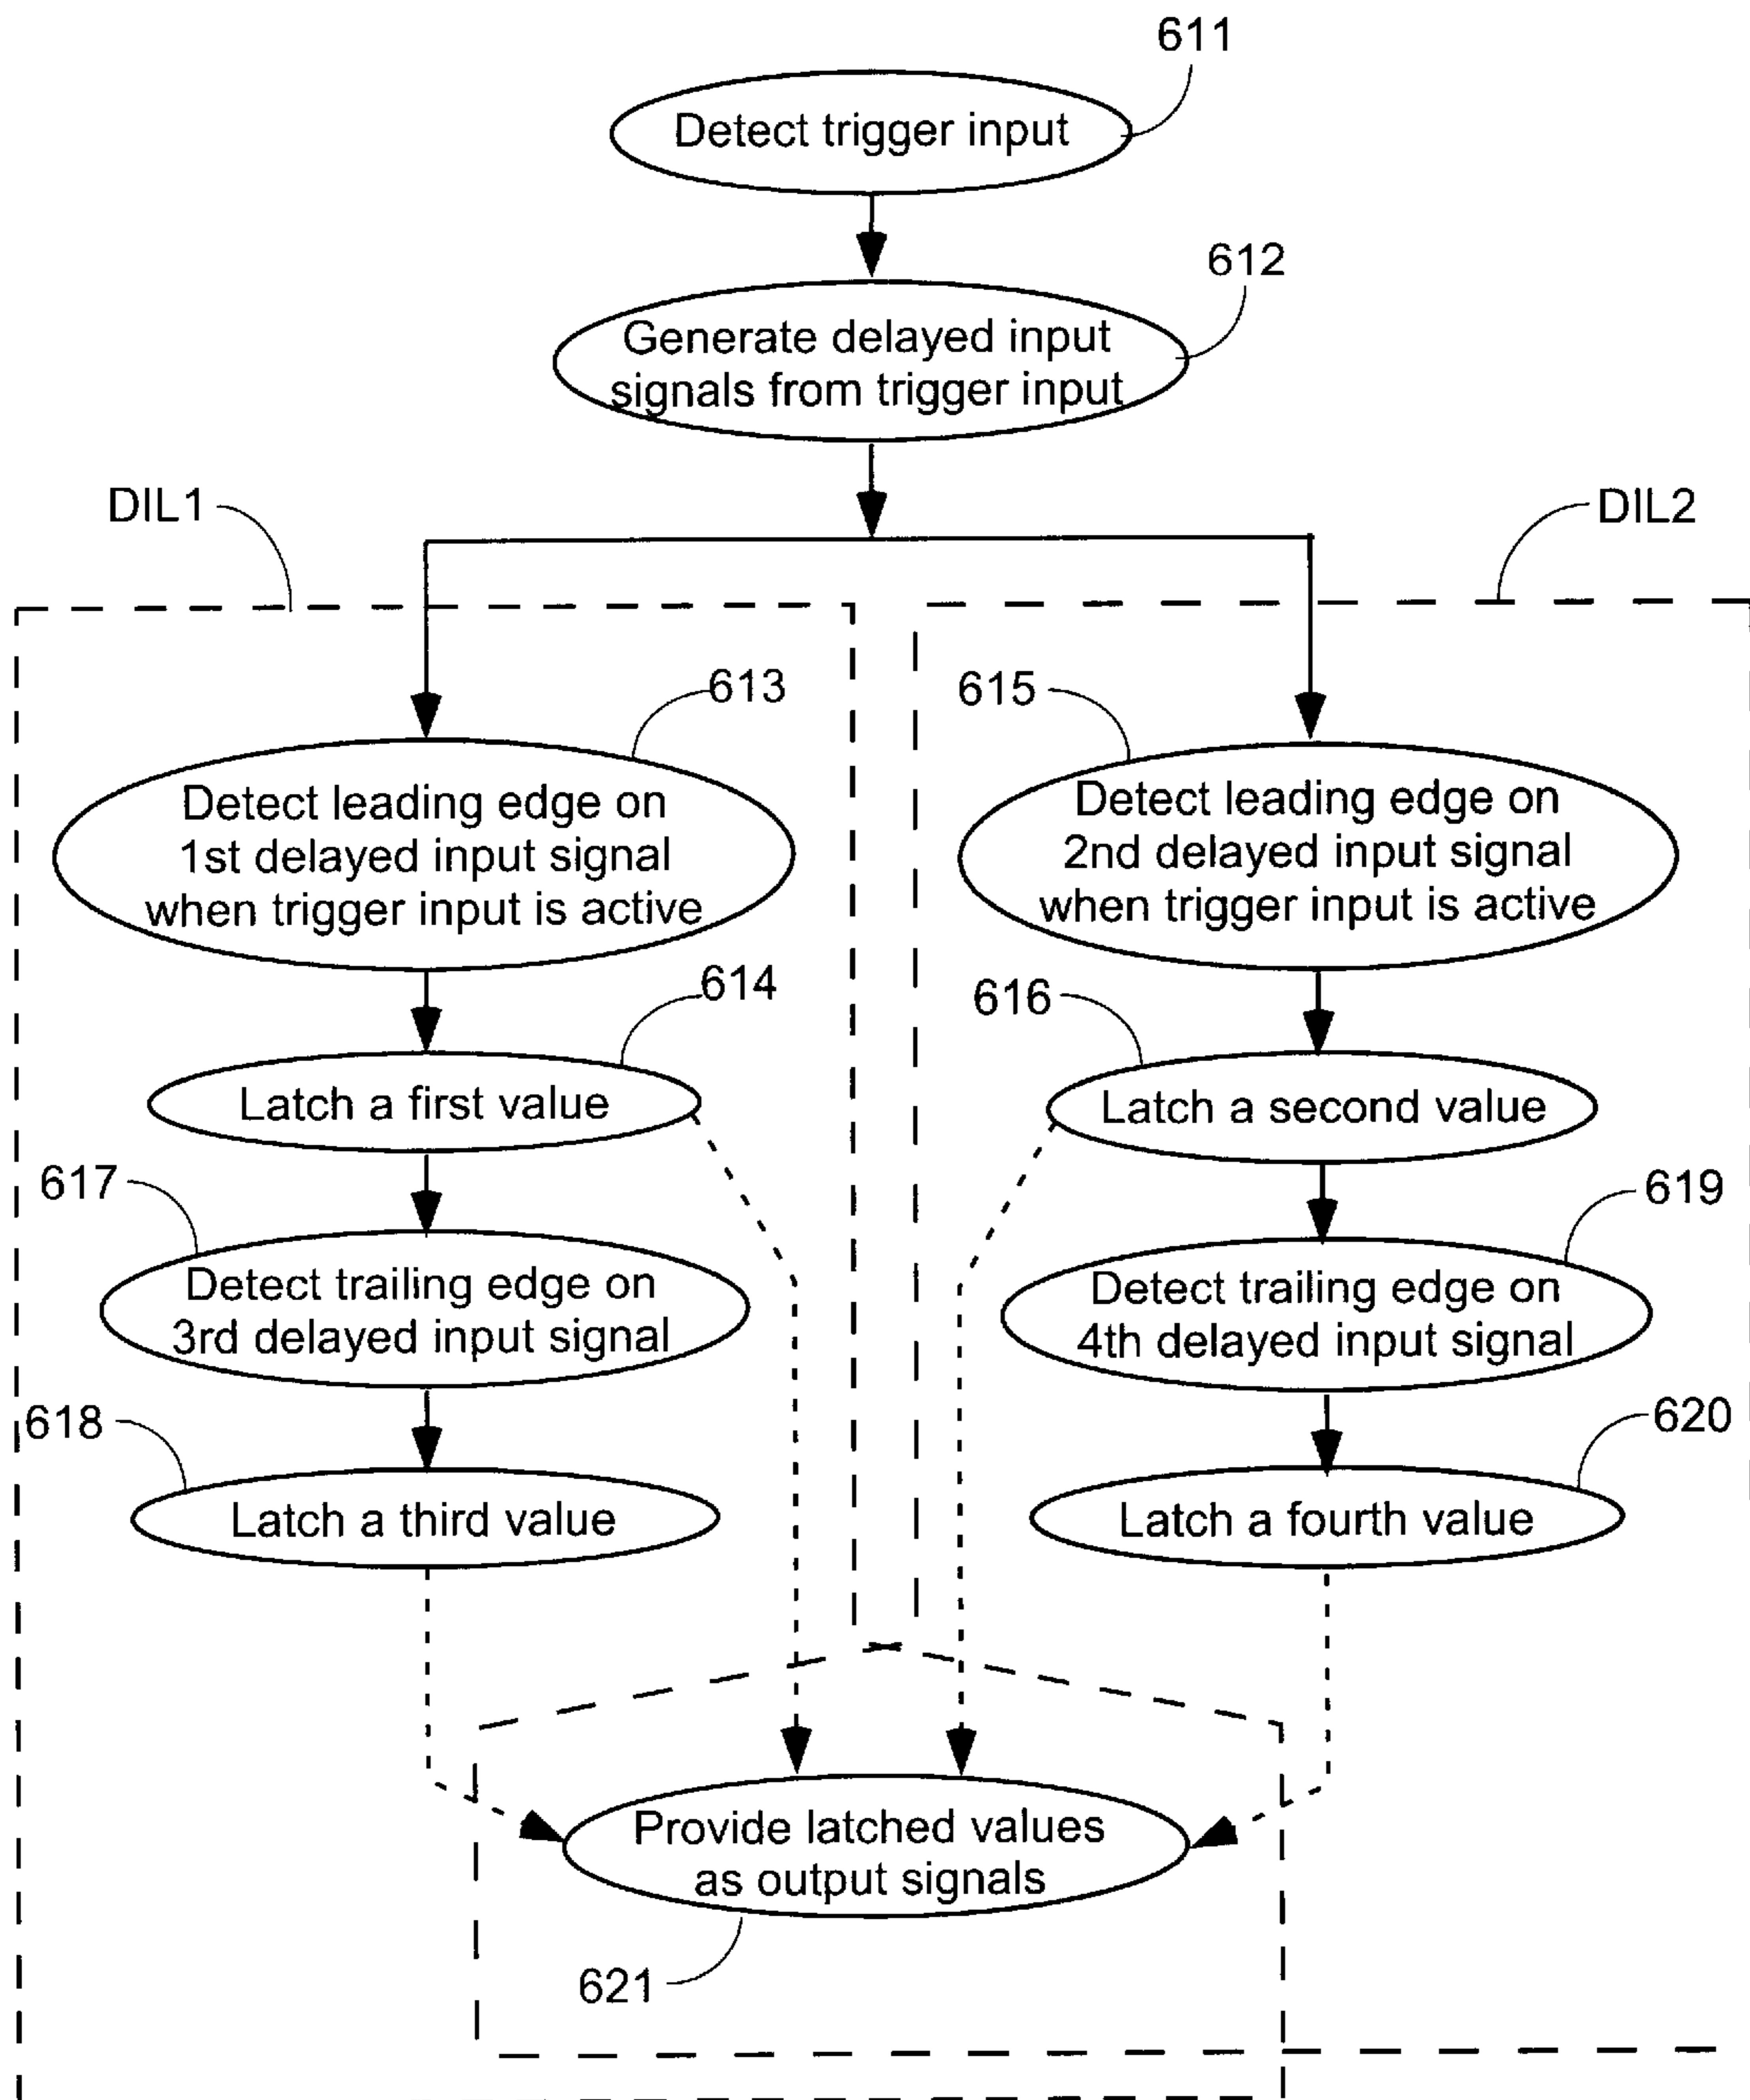 611
Detect trigger input
612
Generate delayed input
signals from trigger input
DIL1
DIL2
613
615
Detect leading edge on
1st delayed input signal
when trigger input is active
Detect leading edge on
2nd delayed input signal
when trigger input is active
614
616
Latch a first value
Latch a second value
617
619
Detect trailing edge on
3rd delayed input signal
Detect trailing edge on
4th delayed input signal
618
620
Latch a third value
Latch a fourth value
Provide latched values
as output signals
621